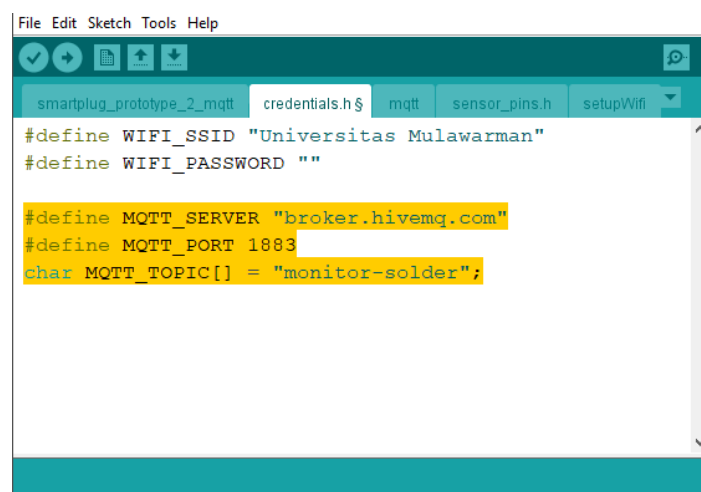 File Edit Sketch Tools Help
smartplug_prototype_2_mqtt credentials.h § mqtt sensor_pins.h setupWifi
#define WIFI_SSID "Universitas Mulawarman"
#define WIFI_PASSWORD ""
#define MQTT_SERVER "broker.hivemq.com"
#define MQTT_PORT 1883
char MQTT_TOPIC[] = "monitor-solder";